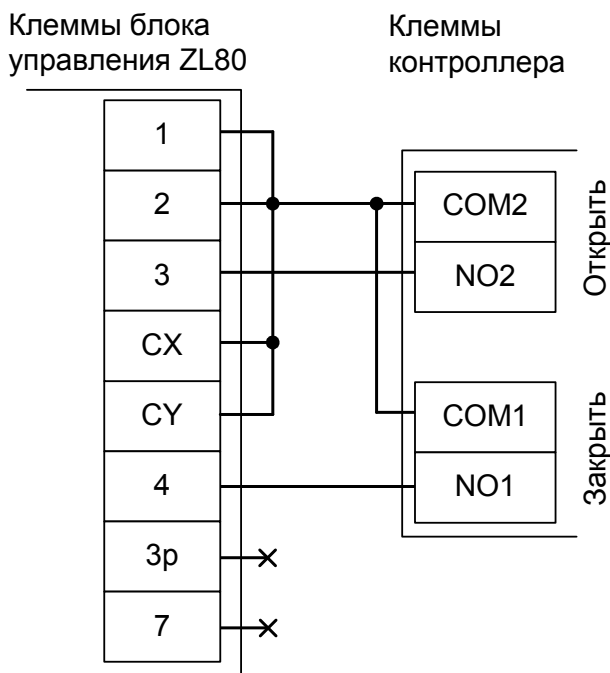 Клеммы блока
управления ZL80
Клеммы
контроллера
1
2
3
CX
CY
4
3p
7
COM2
NO2
Открыть
COM1
NO1
Закрыть